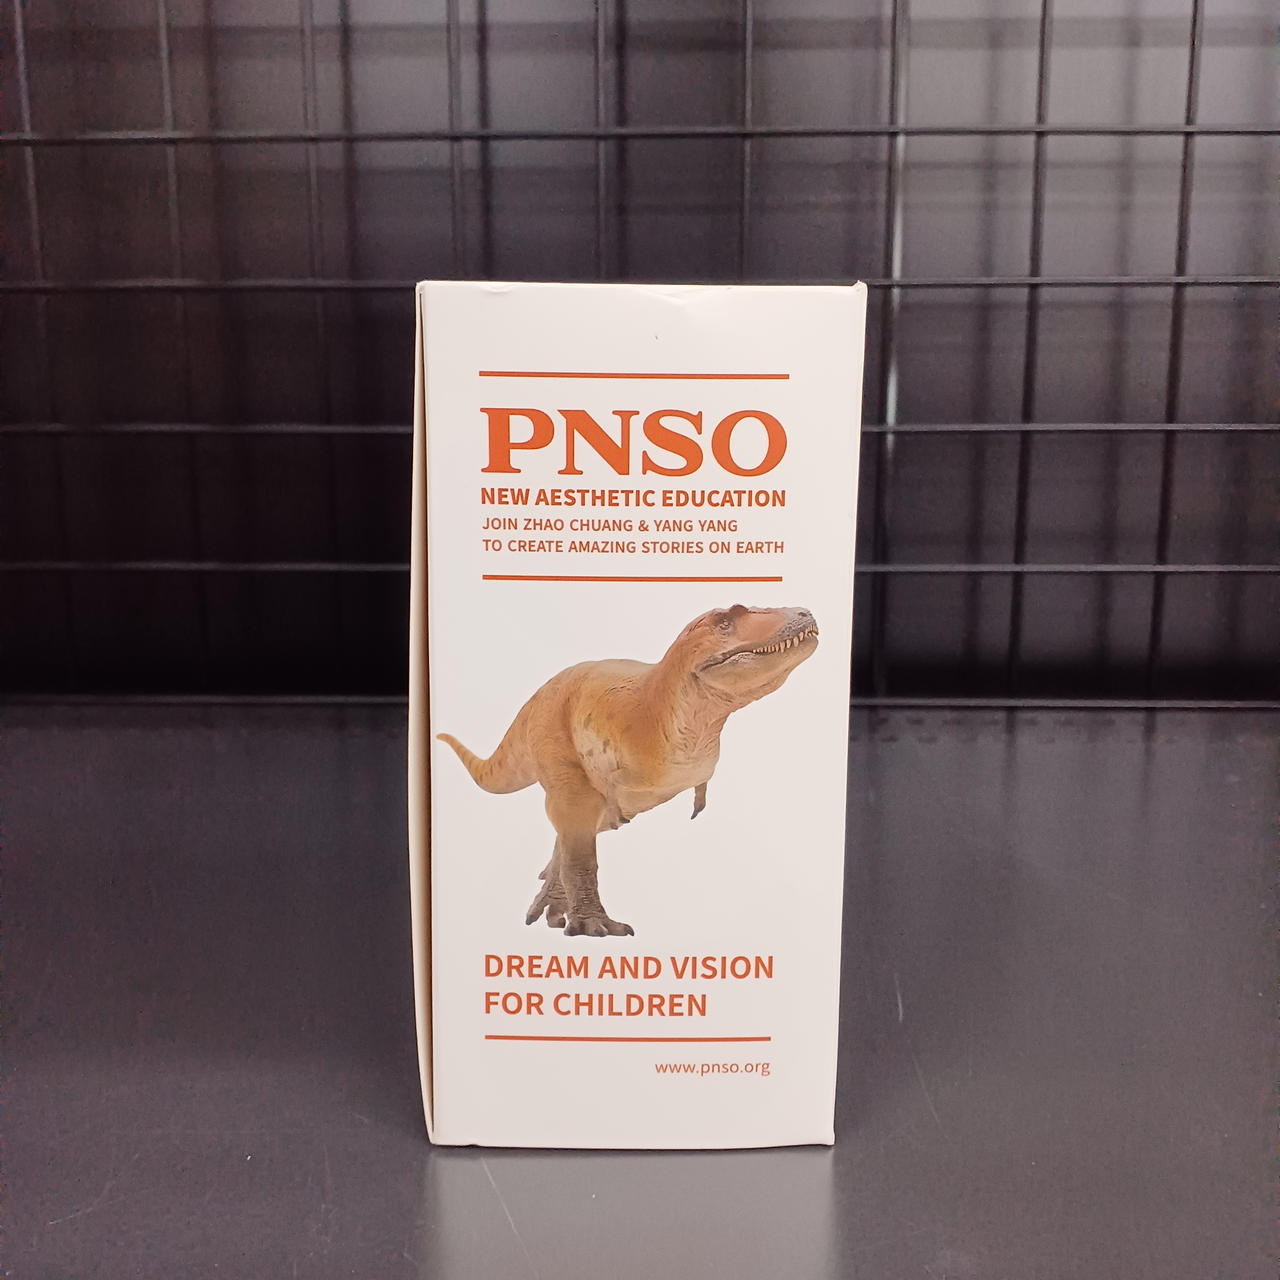 PNSO
NEW AESTHETIC EDUCATION
JOIN ZHAO CHUANG & YANG YANG
TO CREATE AMAZING STORIES ON EARTH
DREAM AND VISION
FOR CHILDREN
www.pnso.org